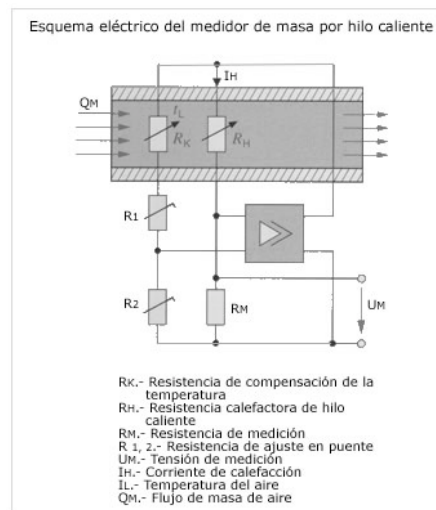 Esquema eléctrico del medidor de masa por hilo caliente
IH
QM
tL
RK
RH
R1
R2
RM
UM
RK.- Resistencia de compensación de la
temperatura
RH.- Resistencia calefactora de hilo
caliente
RM.- Resistencia de medición
R 1, 2.- Resistencia de ajuste en puente
UM.- Tensión de medición
IH.- Corriente de calefacción
IL.- Temperatura del aire
QM.- Flujo de masa de aire